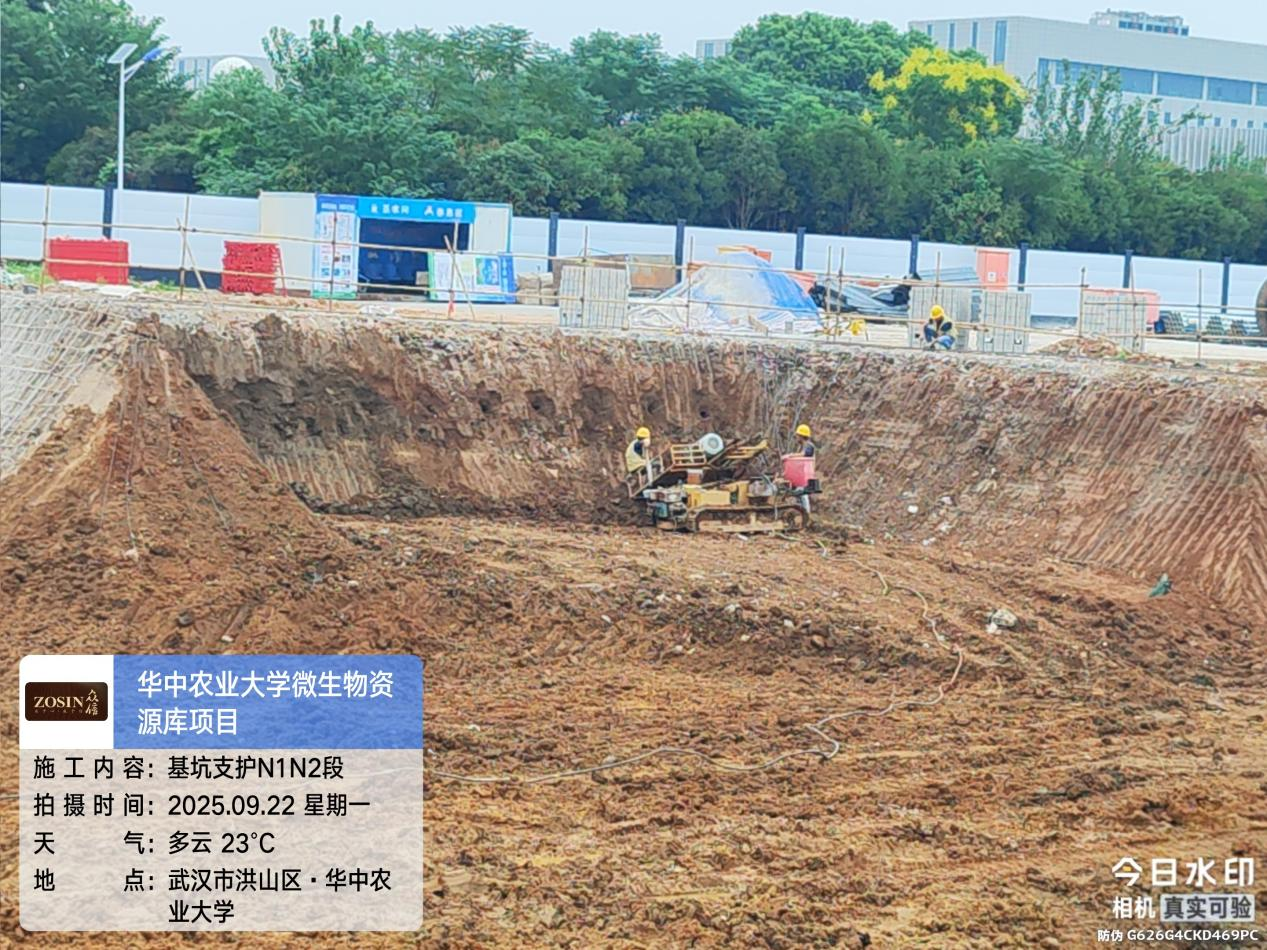 ZOSIN 众信
华中农业大学微生物资
源库项目
施工内容：基坑支护N1N2段
拍摄时间：2025.09.22 星期一
天气：多云 23°C
地点：武汉市洪山区·华中农
业大学
今日水印
相机 真实可验
防伪 G626G4CKD469PC